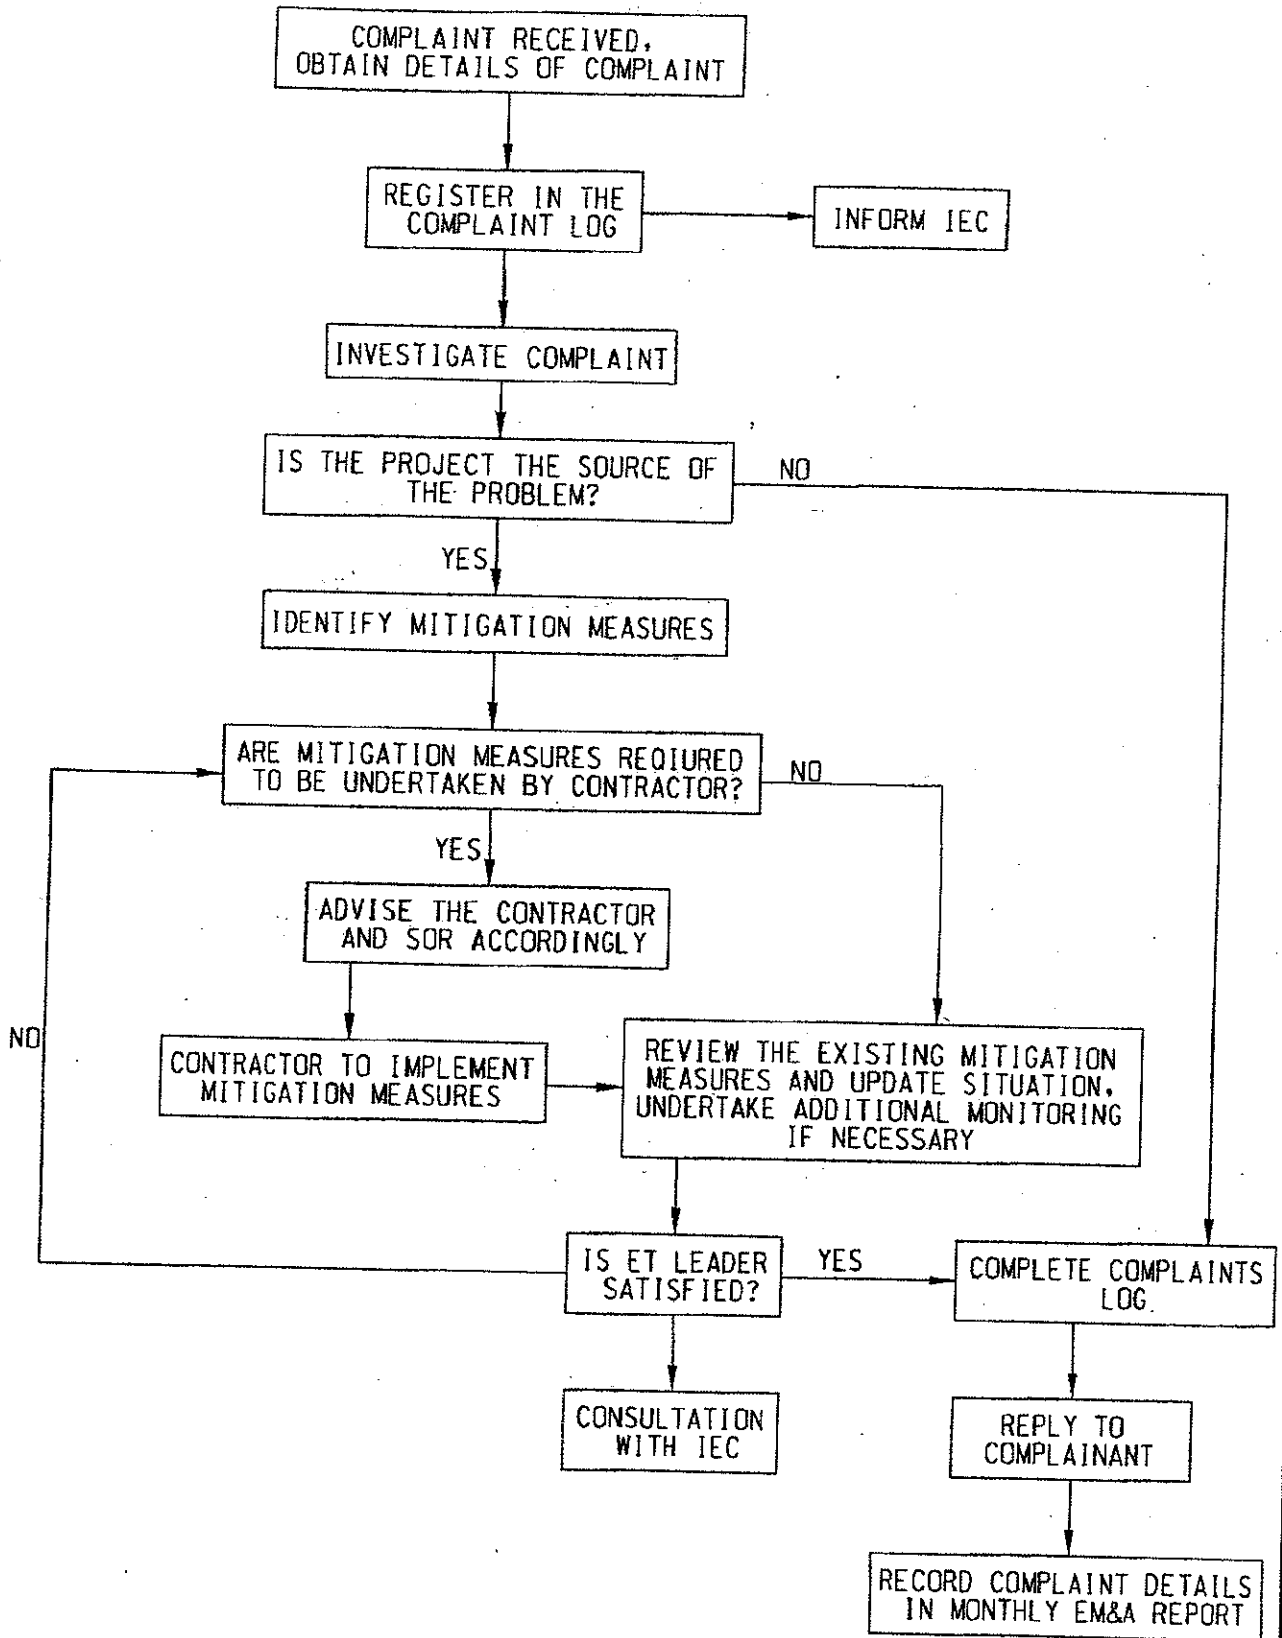 COMPLAINT RECEIVED,
OBTAIN DETAILS OF COMPLAINT
REGISTER IN THE
COMPLAINT LOG
INFORM IEC
INVESTIGATE COMPLAINT
IS THE PROJECT THE SOURCE OF
THE PROBLEM?
NO
YES
IDENTIFY MITIGATION MEASURES
ARE MITIGATION MEASURES REQIURED
TO BE UNDERTAKEN BY CONTRACTOR?
NO
YES
ADVISE THE CONTRACTOR
AND SOR ACCORDINGLY
NO
CONTRACTOR TO IMPLEMENT
MITIGATION MEASURES
REVIEW THE EXISTING MITIGATION
MEASURES AND UPDATE SITUATION,
UNDERTAKE ADDITIONAL MONITORING
IF NECESSARY
IS ET LEADER
SATISFIED?
YES
COMPLETE COMPLAINTS
LOG
CONSULTATION
WITH IEC
REPLY TO
COMPLAINANT
RECORD COMPLAINT DETAILS
IN MONTHLY EM&A REPORT